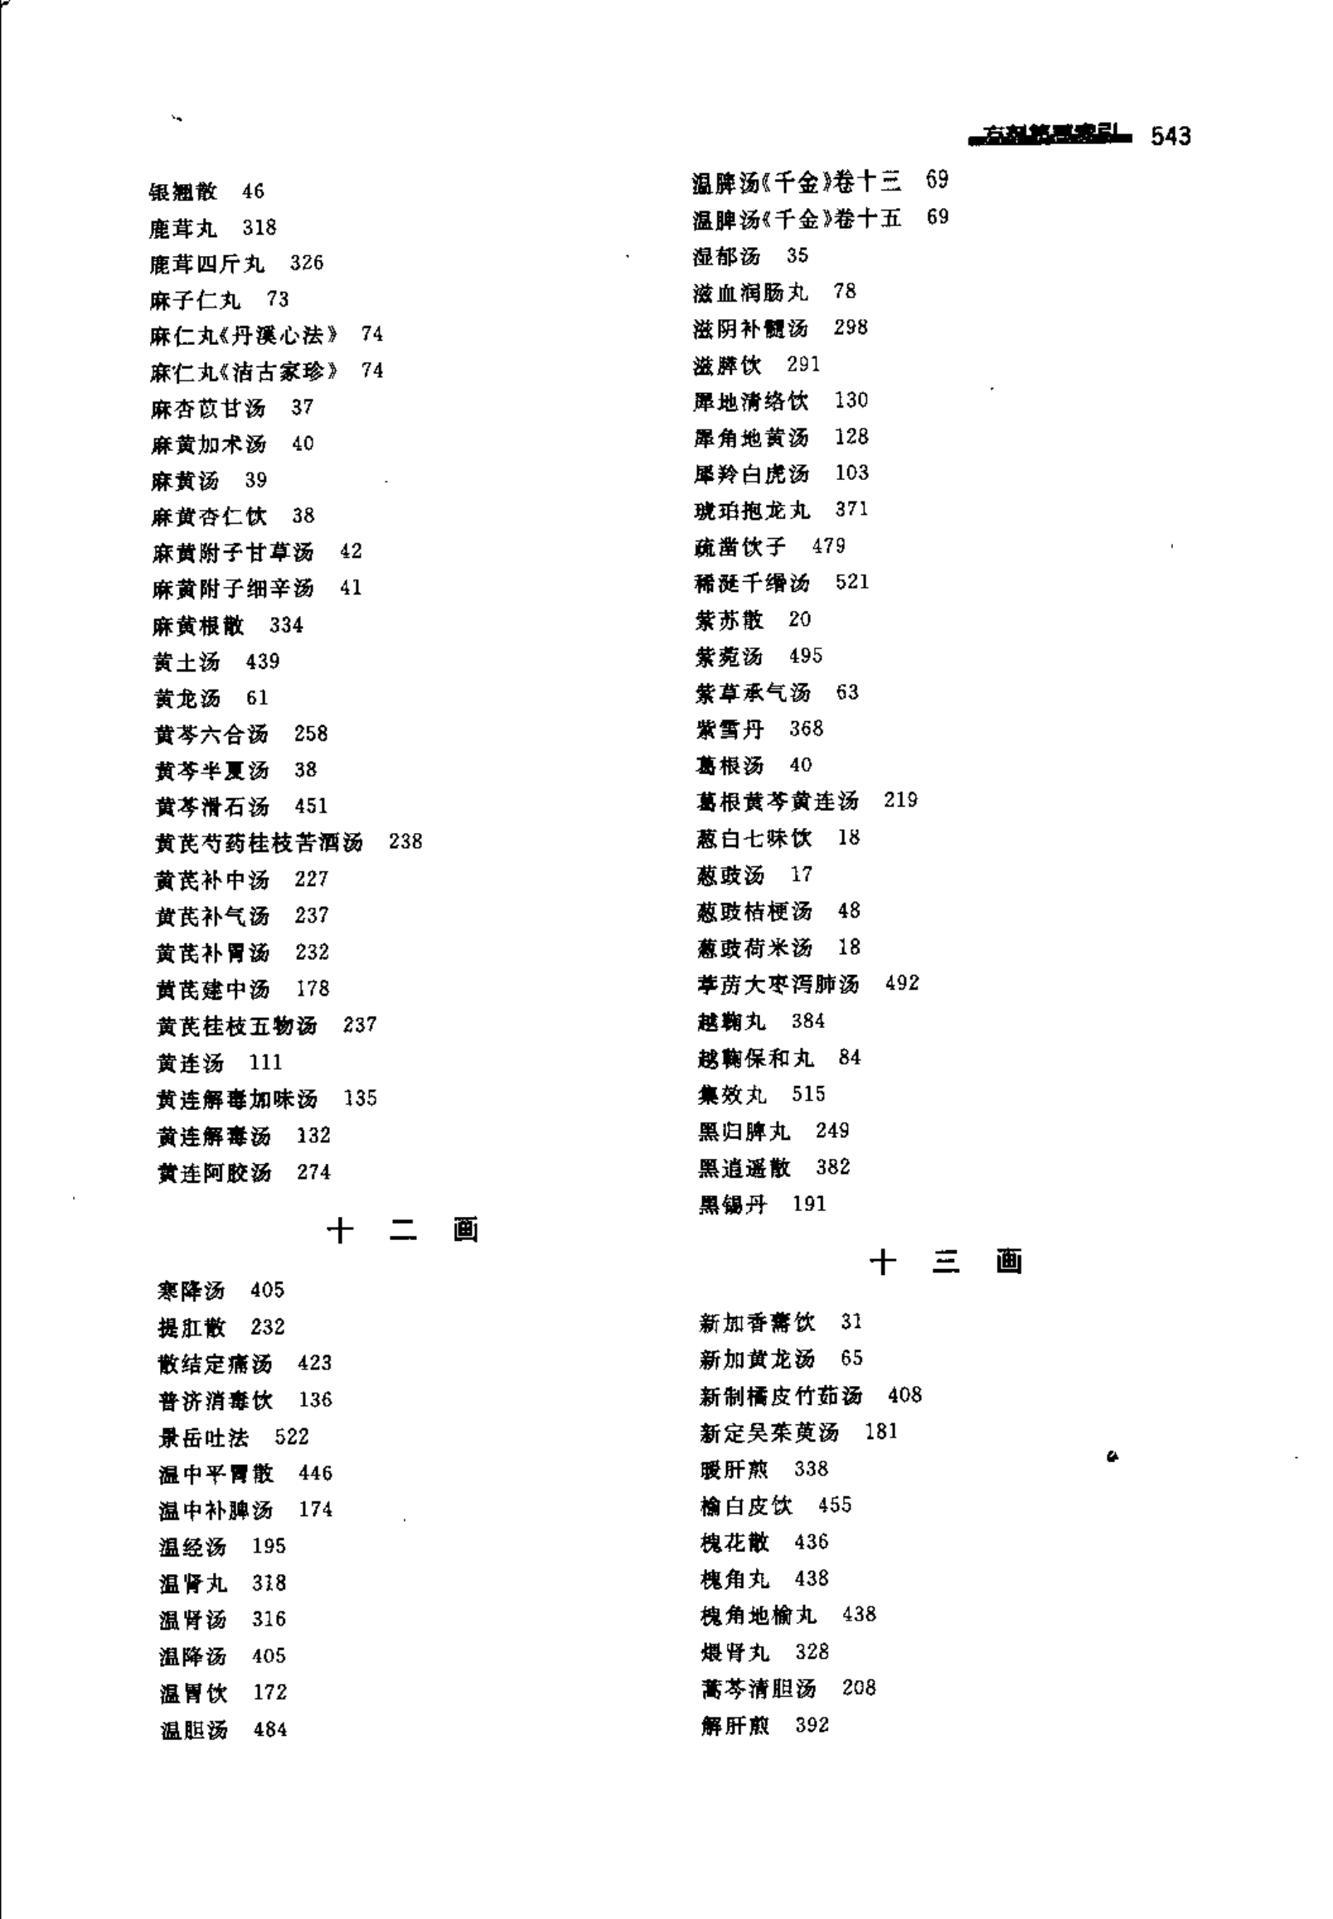 方剂笔画索引 543
银翘散 46
鹿茸丸 318
鹿茸四斤丸 326
麻子仁丸 73
麻仁丸《丹溪心法》 74
麻仁丸《洁古家珍》 74
麻杏苡甘汤 37
麻黄加术汤 40
麻黄汤 39
麻黄杏仁饮 38
麻黄附子甘草汤 42
麻黄附子细辛汤 41
麻黄根散 334
黄土汤 439
黄龙汤 61
黄芩六合汤 258
黄芩半夏汤 38
黄芩滑石汤 451
黄芪芍药桂枝苦酒汤 238
黄芪补中汤 227
黄芪补气汤 237
黄芪补胃汤 232
黄芪建中汤 178
黄芪桂枝五物汤 237
黄连汤 111
黄连解毒加味汤 135
黄连解毒汤 132
黄连阿胶汤 274
十二画
寒降汤 405
提肛散 232
散结定痛汤 423
普济消毒饮 136
景岳吐法 522
温中平胃散 446
温中补脾汤 174
温经汤 195
温肾丸 318
温肾汤 316
温降汤 405
温胃饮 172
温胆汤 484
温脾汤《千金》卷十三 69
温脾汤《千金》卷十五 69
湿郁汤 35
滋血润肠丸 78
滋阴补髓汤 298
滋膵饮 291
犀地清络饮 130
犀角地黄汤 128
犀羚白虎汤 103
琥珀抱龙丸 371
疏凿饮子 479
稀涎千缗汤 521
紫苏散 20
紫菀汤 495
紫草承气汤 63
紫雪丹 368
葛根汤 40
葛根黄芩黄连汤 219
葱白七味饮 18
葱豉汤 17
葱豉桔梗汤 48
葱豉荷米汤 18
葶苈大枣泻肺汤 492
越鞠丸 384
越鞠保和丸 84
集效丸 515
黑归脾丸 249
黑逍遥散 382
黑锡丹 191
十三画
新加香薷饮 31
新加黄龙汤 65
新制橘皮竹茹汤 408
新定吴茱萸汤 181
暖肝煎 338
榆白皮饮 455
槐花散 436
槐角丸 438
槐角地榆丸 438
煨肾丸 328
蒿芩清胆汤 208
解肝煎 392